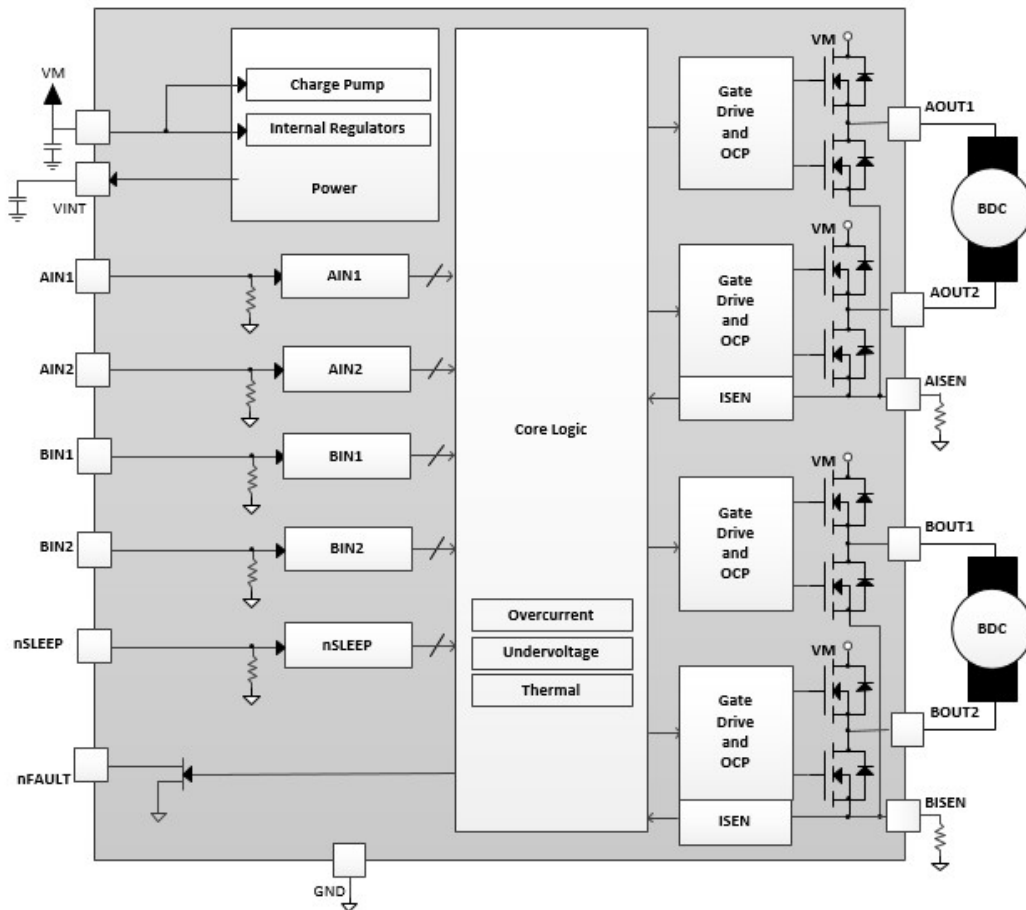 VM
Charge Pump
Internal Regulators
Power
VINT
AIN1
AIN1
AIN2
AIN2
BIN1
BIN1
BIN2
BIN2
nSLEEP
nSLEEP
nFAULT
GND
Core Logic
Overcurrent
Undervoltage
Thermal
Gate
Drive
and
OCP
VM
AOUT1
BDC
Gate
Drive
and
OCP
VM
AOUT2
ISEN
AISEN
Gate
Drive
and
OCP
VM
BOUT1
BDC
Gate
Drive
and
OCP
VM
BOUT2
ISEN
BISEN